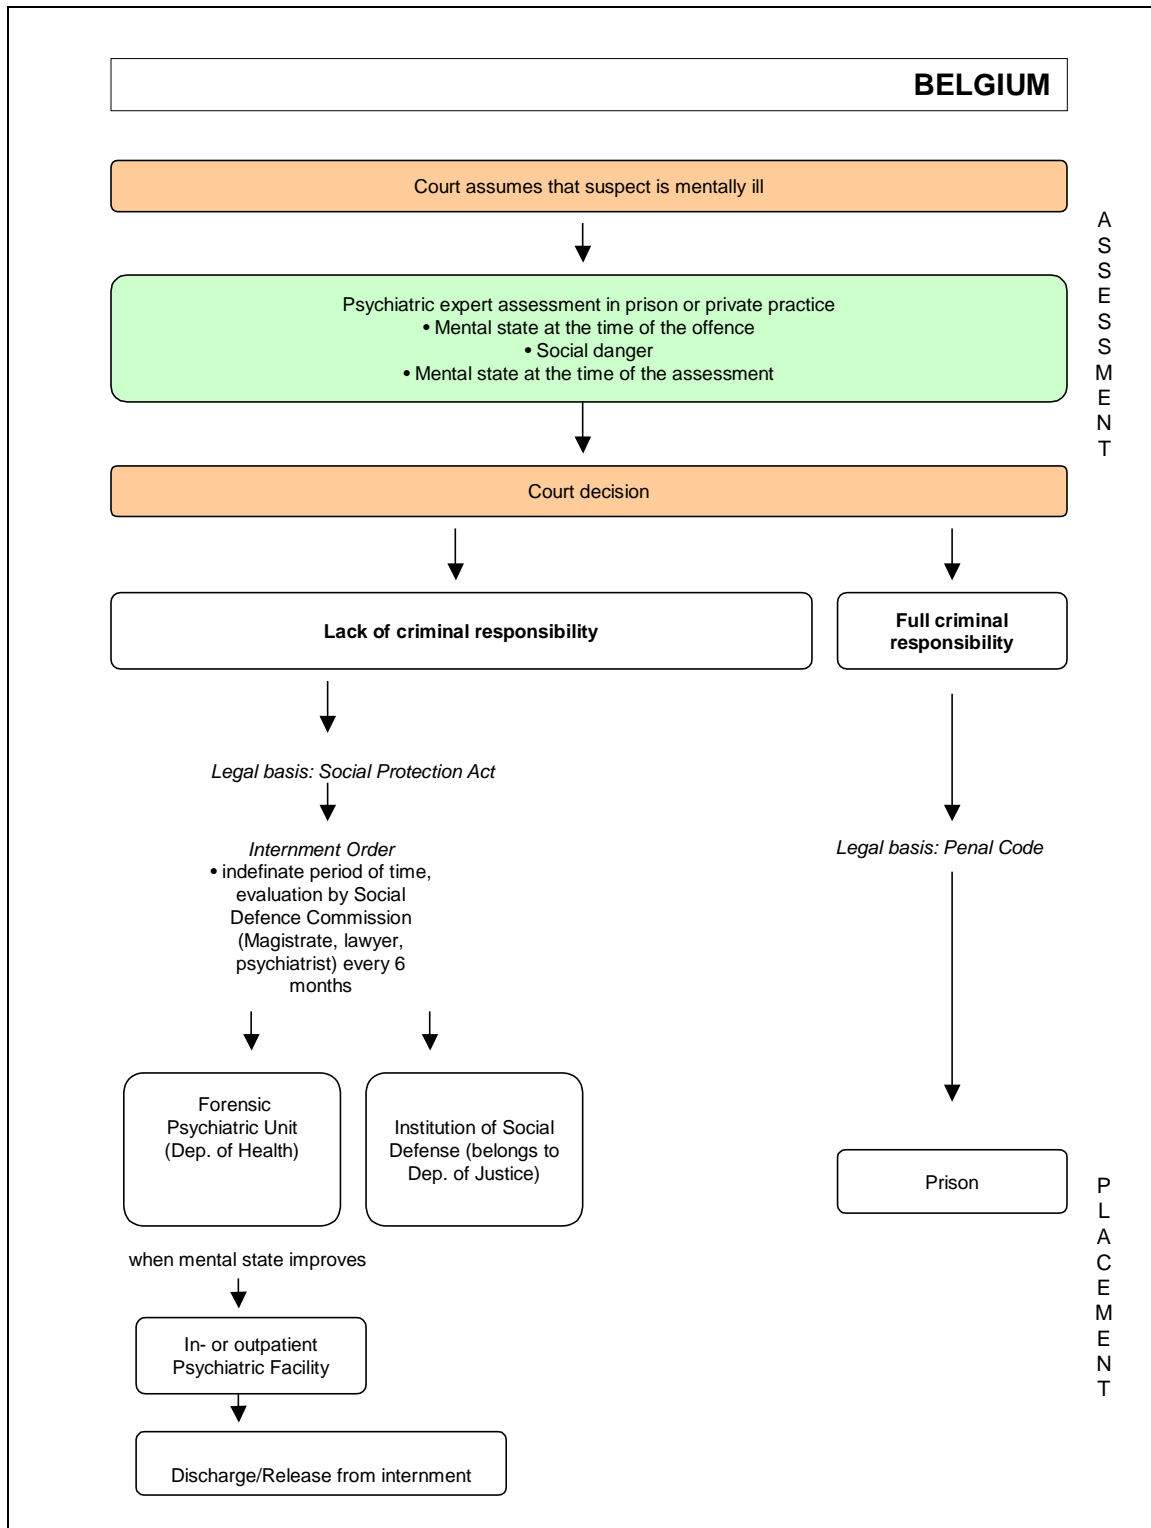 BELGIUM
Court assumes that suspect is mentally ill
Psychiatric expert assessment in prison or private practice
• Mental state at the time of the offence
• Social danger
• Mental state at the time of the assessment
ASSESSMENT
Court decision
Lack of criminal responsibility
Full criminal
responsibility
Legal basis: Social Protection Act
Internment Order
• indefinate period of time,
evaluation by Social
Defence Commission
(Magistrate, lawyer,
psychiatrist) every 6
months
Legal basis: Penal Code
Forensic
Psychiatric Unit
(Dep. of Health)
Institution of Social
Defense (belongs to
Dep. of Justice)
Prison
PLACEMENT
when mental state improves
In- or outpatient
Psychiatric Facility
Discharge/Release from internment